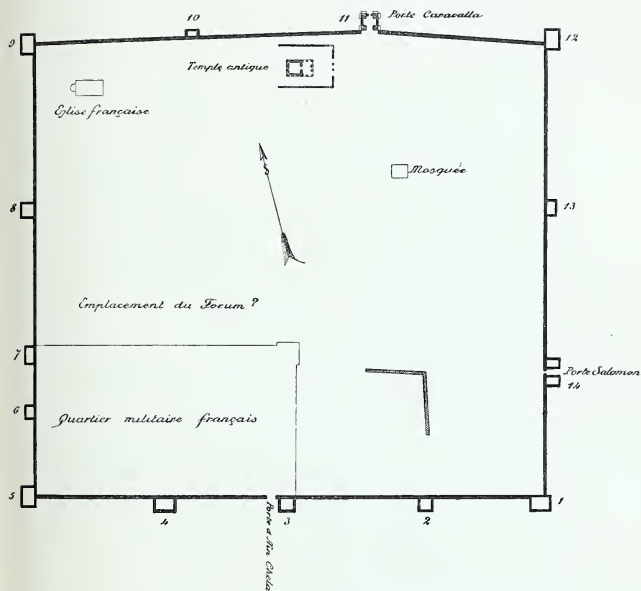 10
11
Porte Caracalla
9
12
Temple antique
Eglise française
Mosquée
8
13
Emplacement du Forum ?
7
Porte Salomon
14
6
Quartier militaire français
5
4
3
2
1
Porte d'Ain Chela